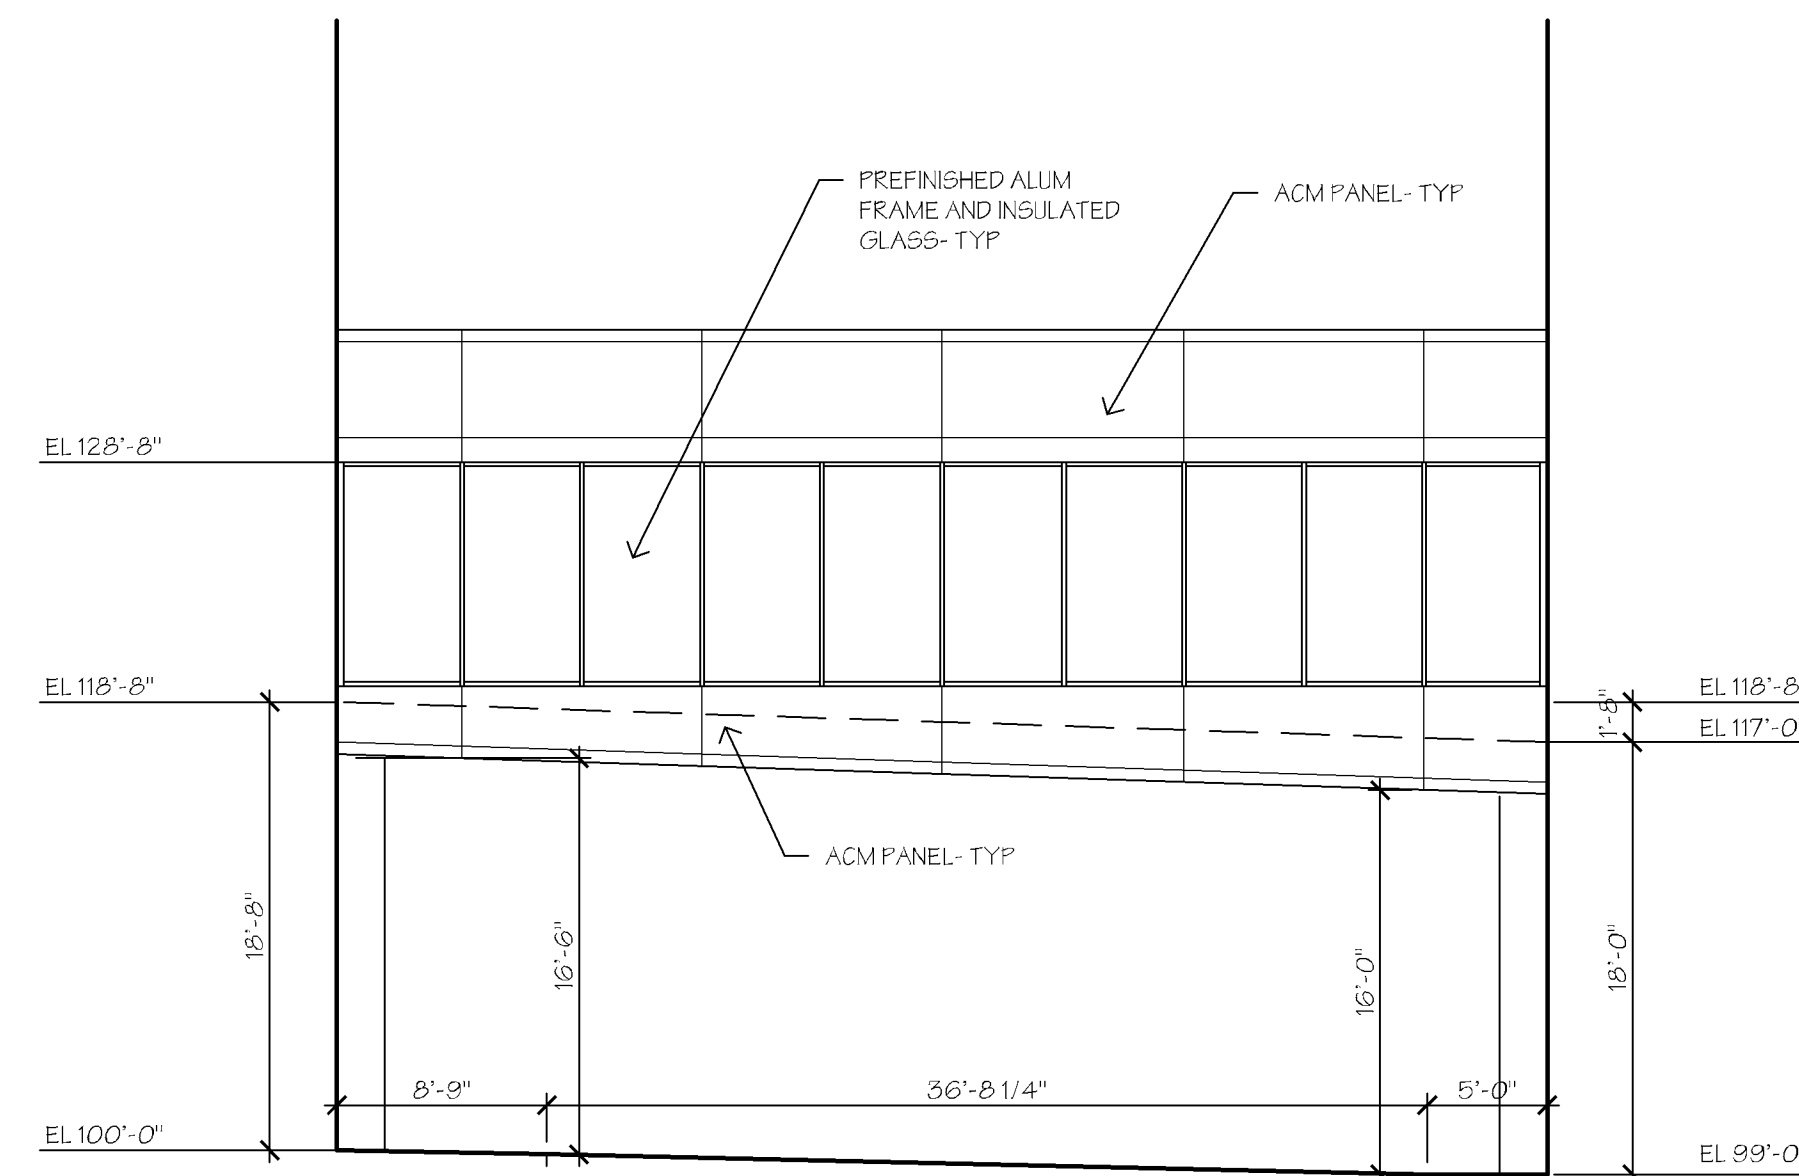 PREFINISHED ALUM
FRAME AND INSULATED
GLASS- TYP
ACM PANEL- TYP
EL 128'-8"
EL 118'-8"
EL 118'-8
1'-8"
EL 117'-0
ACM PANEL- TYP
18'-8"
16'-6"
16'-0"
18'-0"
8'-9"
36'-8 1/4"
5'-0"
EL 100'-0"
EL 99'-0